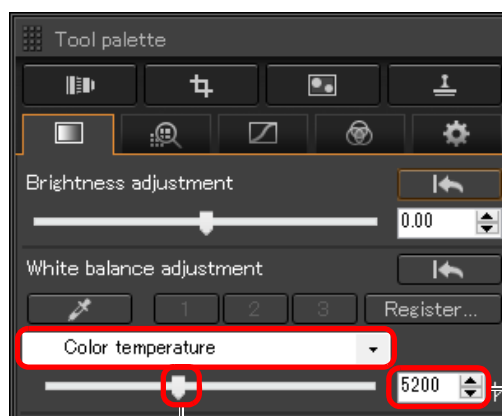 Tool palette
Brightness adjustment
0.00
White balance adjustment
1 2 3 Register...
Color temperature
5200